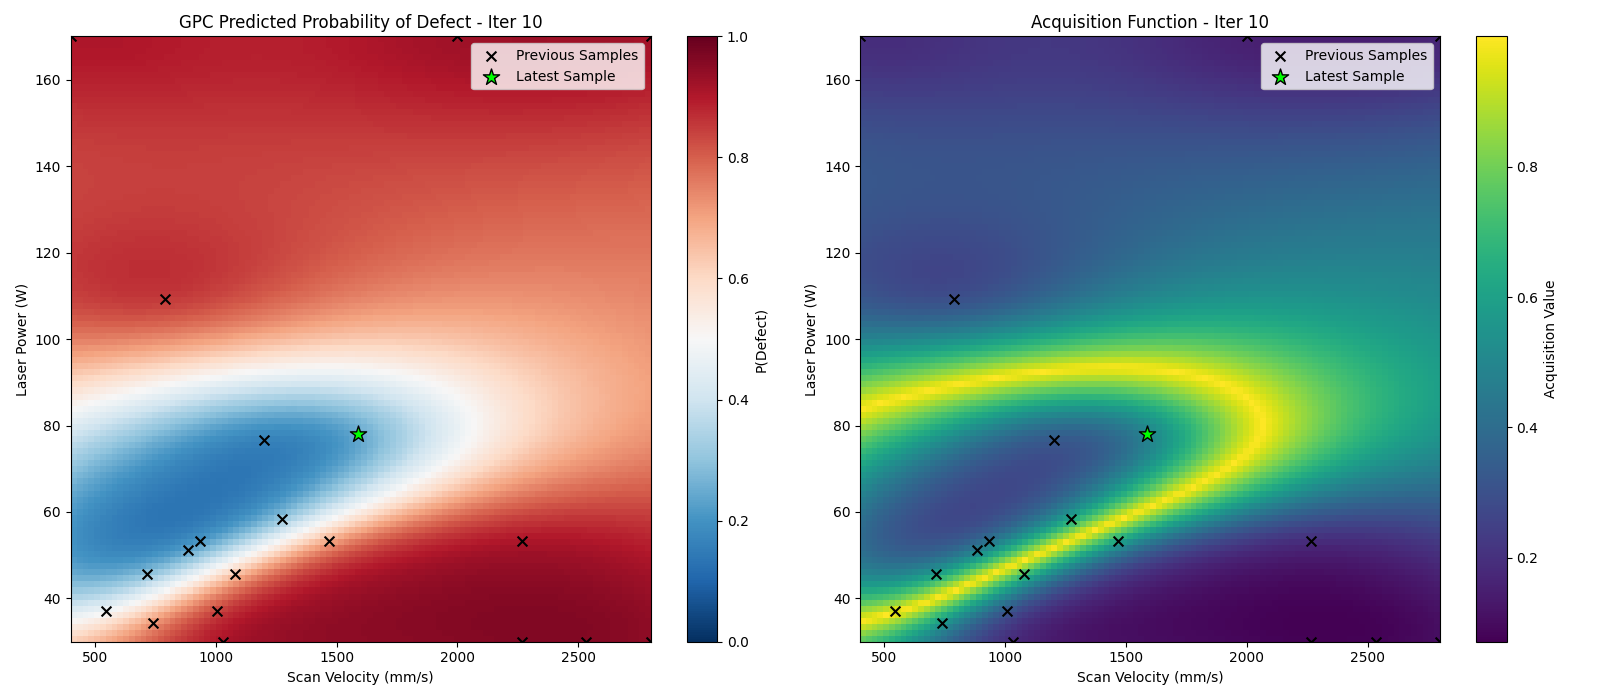 GPC Predicted Probability of Defect - Iter 10
Previous Samples
Latest Sample
160
140
120
100
80
60
40
500
1000
1500
2000
2500
Scan Velocity (mm/s)
Laser Power (W)
1.0
0.8
0.6
0.4
0.2
0.0
P(Defect)
Acquisition Function - Iter 10
Previous Samples
Latest Sample
160
140
120
100
80
60
40
500
1000
1500
2000
2500
Scan Velocity (mm/s)
Laser Power (W)
0.8
0.6
0.4
0.2
Acquisition Value